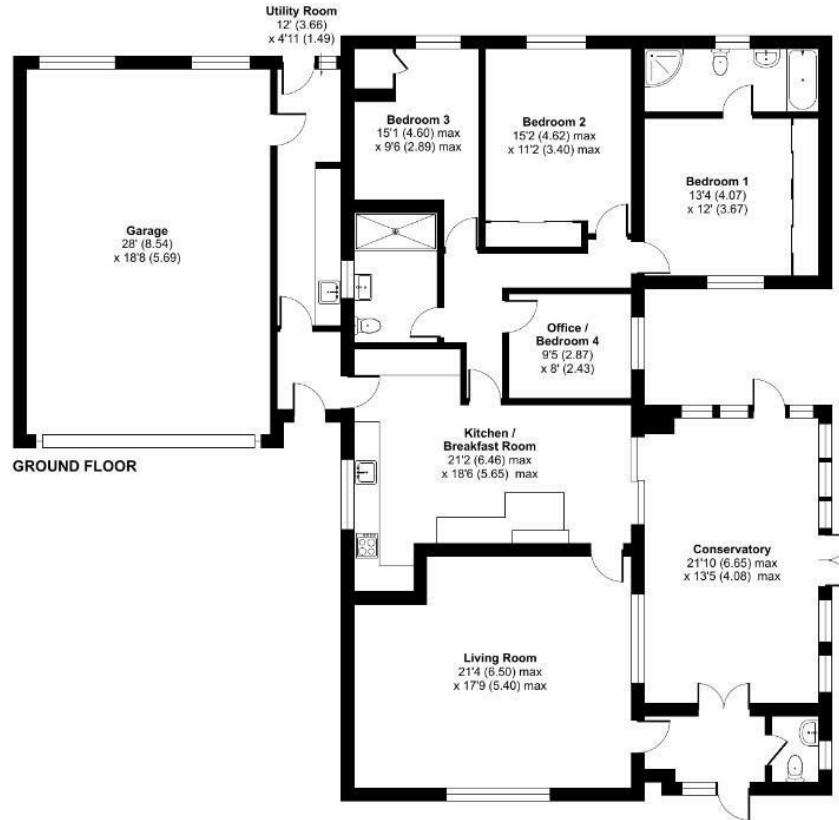 Utility Room
12' (3.66)
x 4'11 (1.49)
Bedroom 3
15'1 (4.60) max
x 9'6 (2.89) max
Bedroom 2
15'2 (4.62) max
x 11'2 (3.40) max
Bedroom 1
13'4 (4.07)
x 12' (3.67)
Garage
28' (8.54)
x 18'8 (5.69)
Office /
Bedroom 4
9'5 (2.87)
x 8' (2.43)
Kitchen /
Breakfast Room
21'2 (6.46) max
x 18'6 (5.65) max
GROUND FLOOR
Conservatory
21'10 (6.65) max
x 13'5 (4.08) max
Living Room
21'4 (6.50) max
x 17'9 (5.40) max